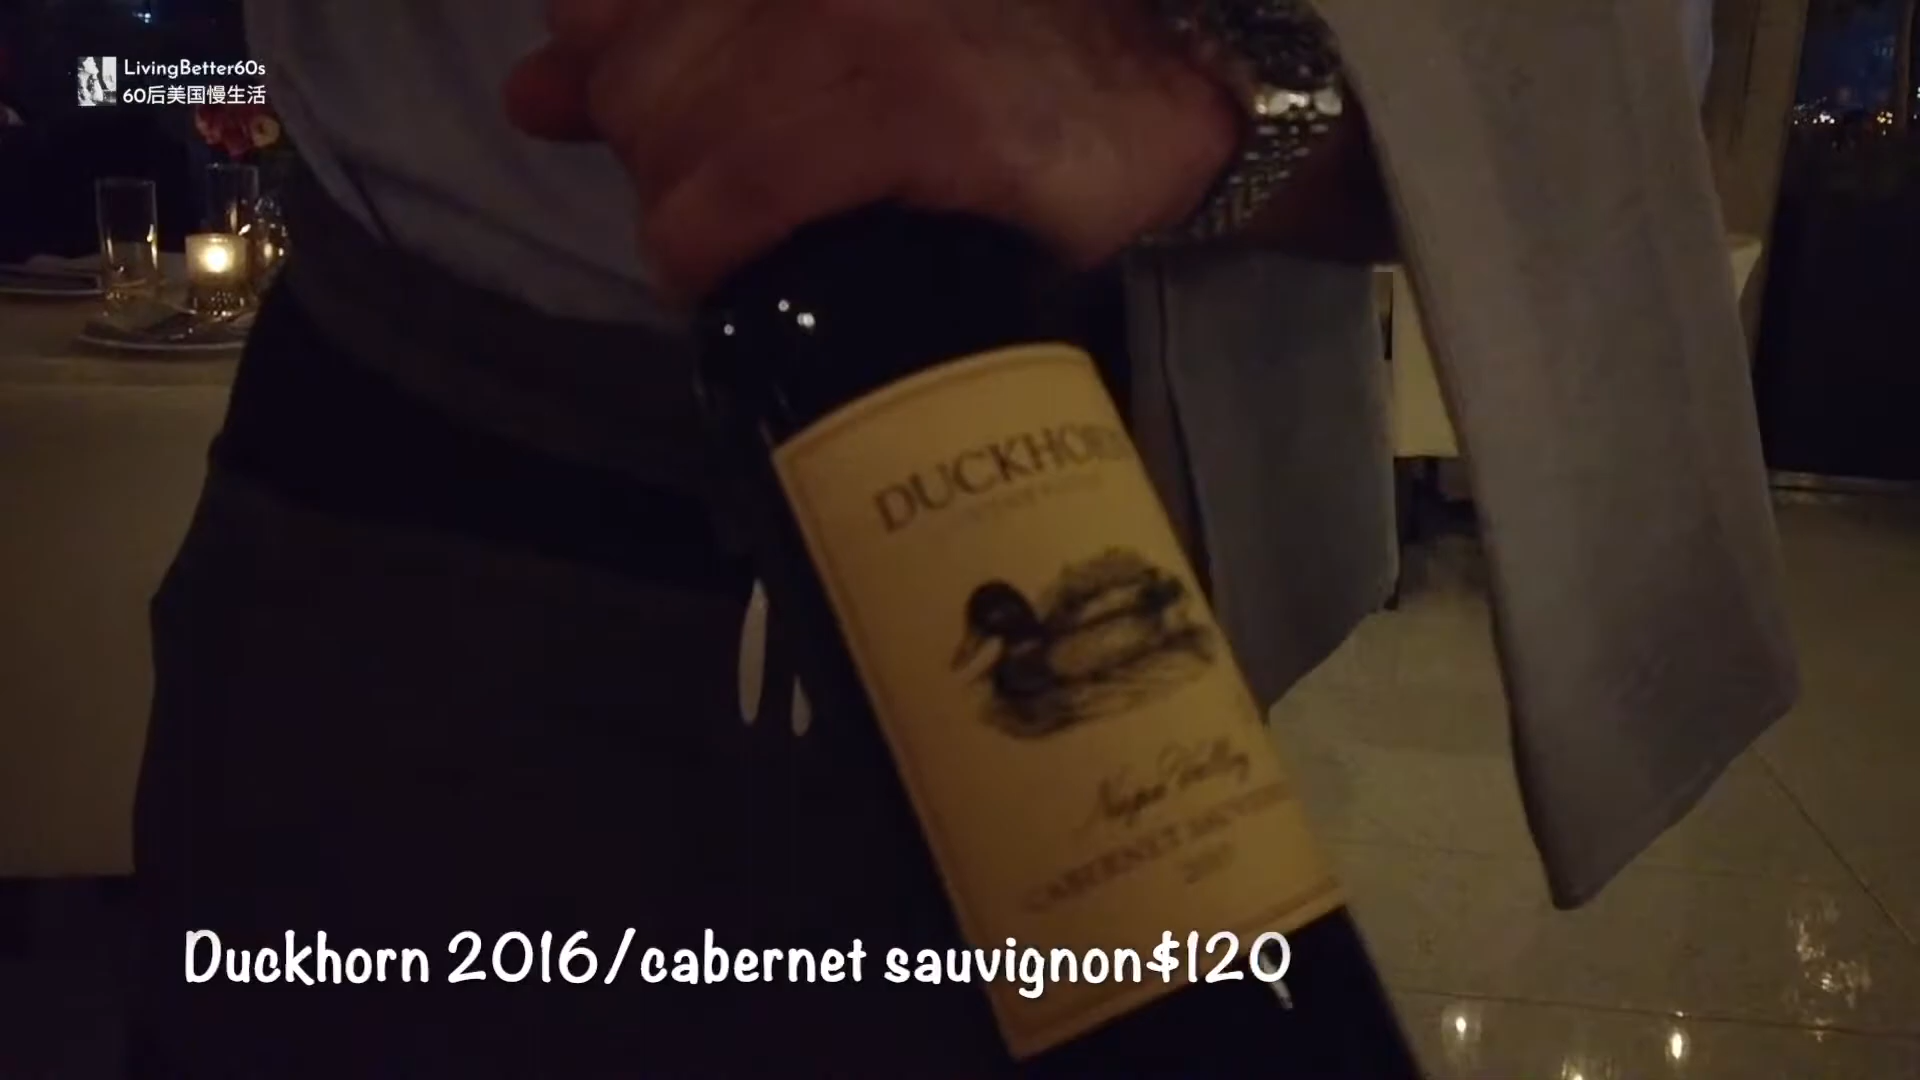 LivingBetter60s
60后美国慢生活
DUCKHORN
Napa Valley
CABERNET SAUVIGNON
Duckhorn 2016/cabernet sauvignon$120